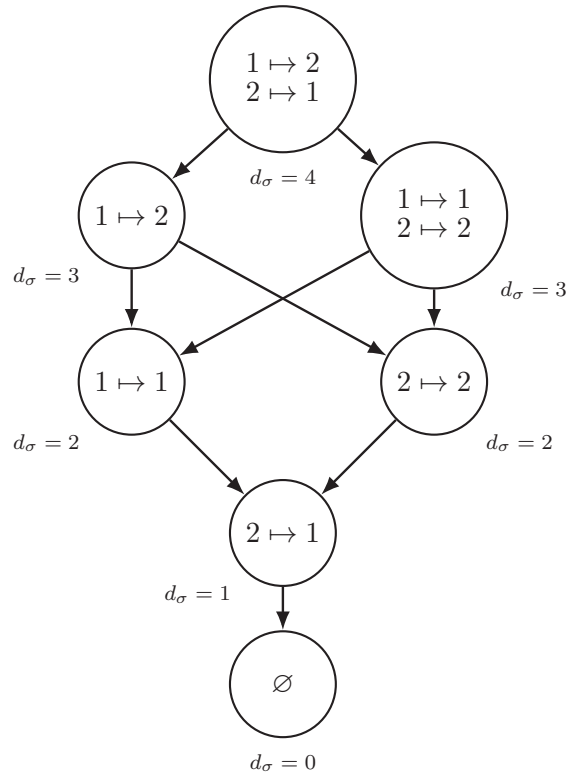 1 ↦ 2
2 ↦ 1
d_σ = 4
1 ↦ 2
1 ↦ 1
2 ↦ 2
d_σ = 3
d_σ = 3
1 ↦ 1
2 ↦ 2
d_σ = 2
d_σ = 2
2 ↦ 1
d_σ = 1
∅
d_σ = 0